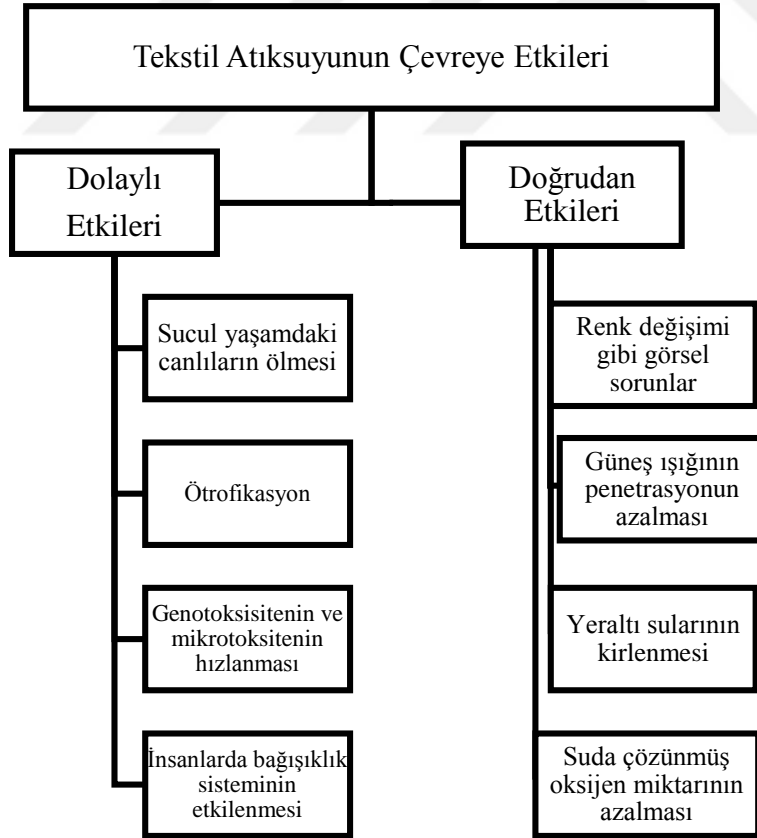 Tekstil Atıksuyunun Çevreye Etkileri
Dolaylı
Etkileri
Sucul yaşamdaki
canlıların ölmesi
Ötrofikasyon
Genotoksisitenin ve
mikrotoksitenin
hızlanması
İnsanlarda bağışıklık
sisteminin
etkilenmesi
Doğrudan
Etkileri
Renk değişimi
gibi görsel
sorunlar
Güneş ışığının
penetrasyonun
azalması
Yeraltı sularının
kirlenmesi
Suda çözünmüş
oksijen miktarının
azalması